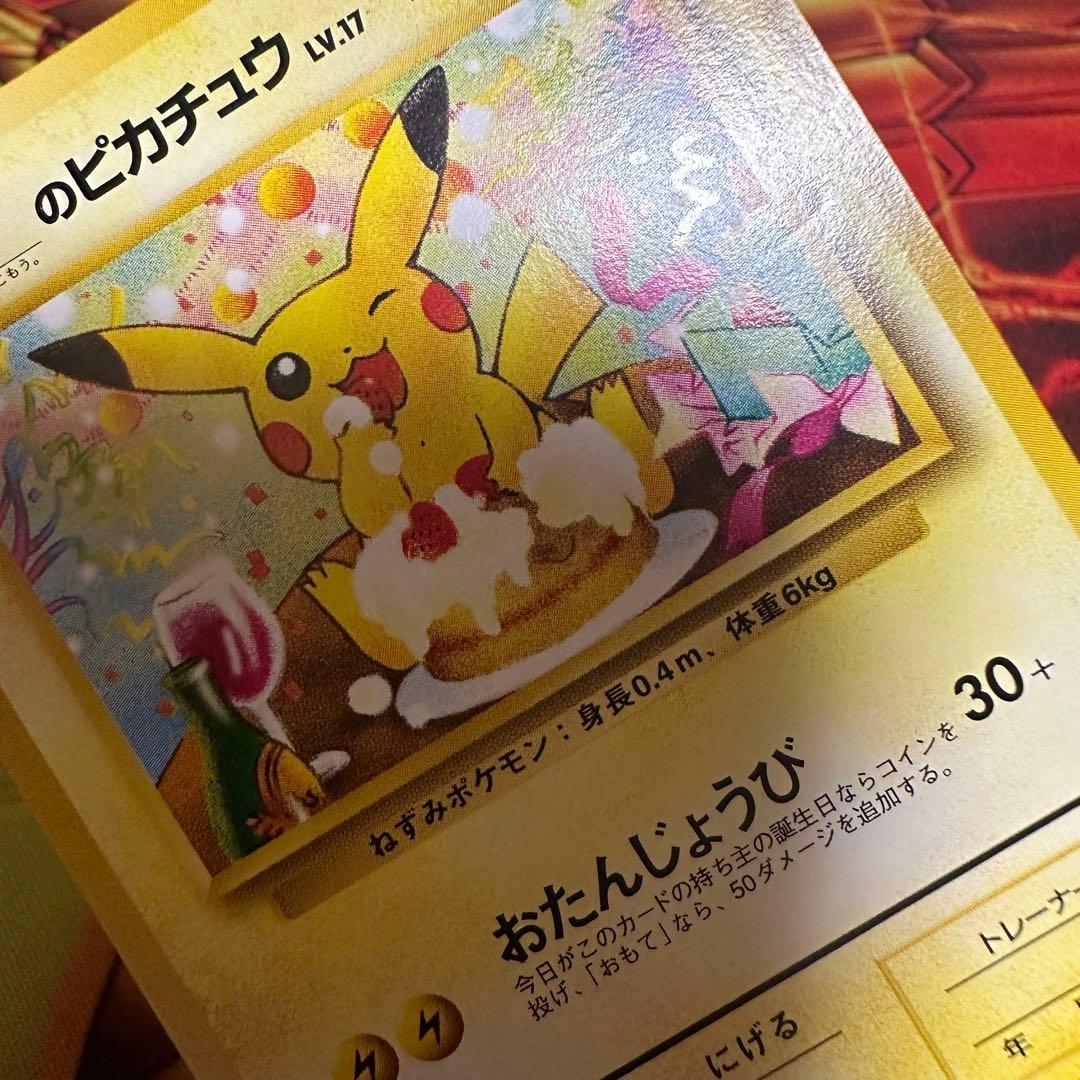 のピカチュウ LV.17
ともう。
ねずみポケモン：身長0.4m、体重6kg
おたんじょうび 30+
今日がこのカードの持ち主の誕生日ならコインを
投げ、「おもて」なら、50ダメージを追加する。
トレーナー
にげる
年